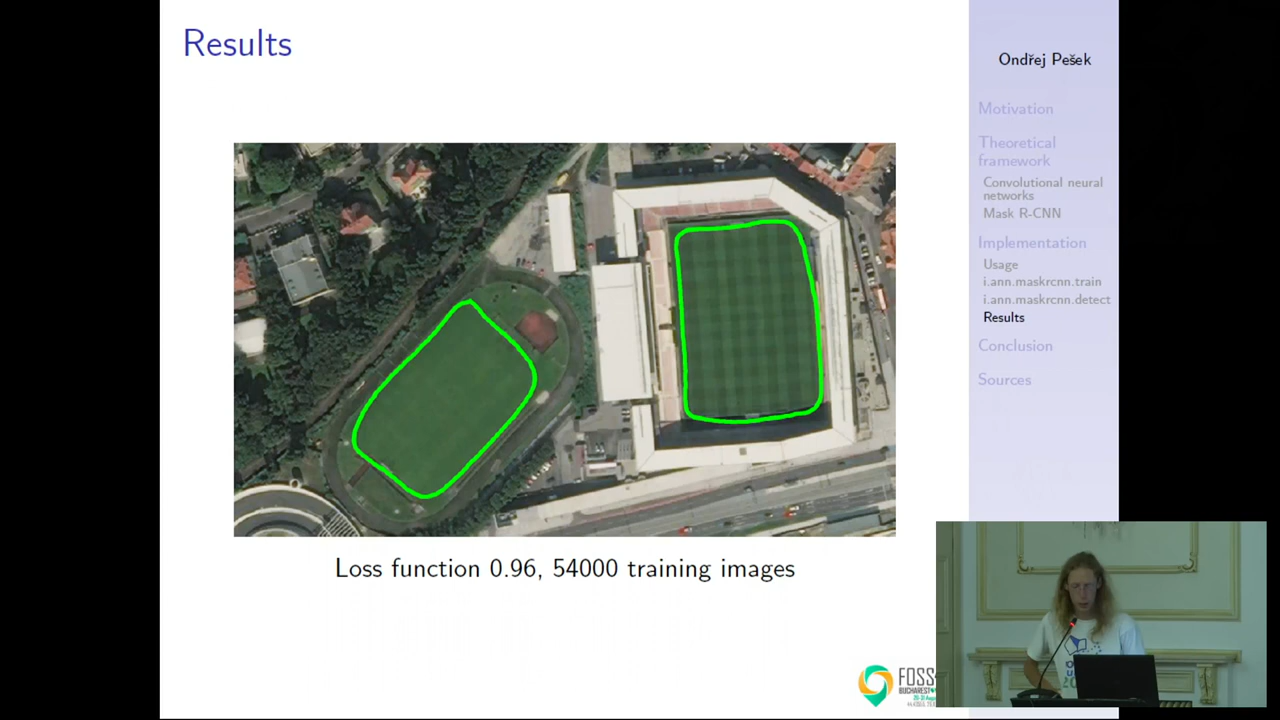 Results
Loss function 0.96, 54000 training images
Ondřej Pešek
Motivation
Theoretical
framework
Convolutional neural
networks
Mask R-CNN
Implementation
Usage
i.ann.maskrcnn.train
i.ann.maskrcnn.detect
Results
Conclusion
Sources
FOSS
BUCHAREST